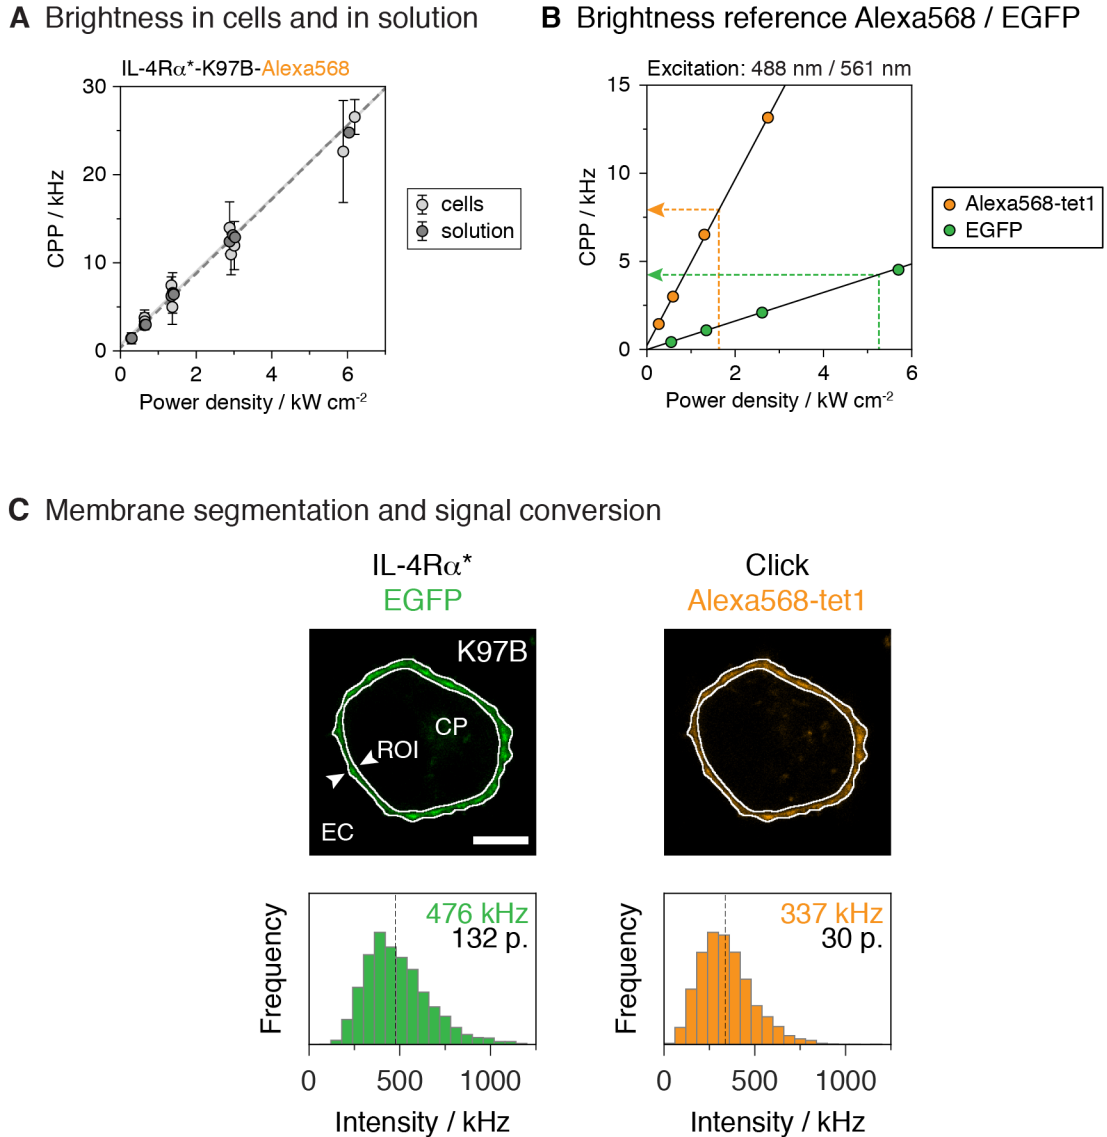 A Brightness in cells and in solution
IL-4Rα*-K97B-Alexa568
30
20
10
0
CPP / kHz
0 2 4 6
Power density / kW cm⁻²
cells
solution
B Brightness reference Alexa568 / EGFP
Excitation: 488 nm / 561 nm
15
10
5
0
CPP / kHz
0 2 4 6
Power density / kW cm⁻²
Alexa568-tet1
EGFP
C Membrane segmentation and signal conversion
IL-4Rα*
EGFP
K97B
CP
ROI
EC
Click
Alexa568-tet1
476 kHz
132 p.
Frequency
0 500 1000
Intensity / kHz
337 kHz
30 p.
Frequency
0 500 1000
Intensity / kHz